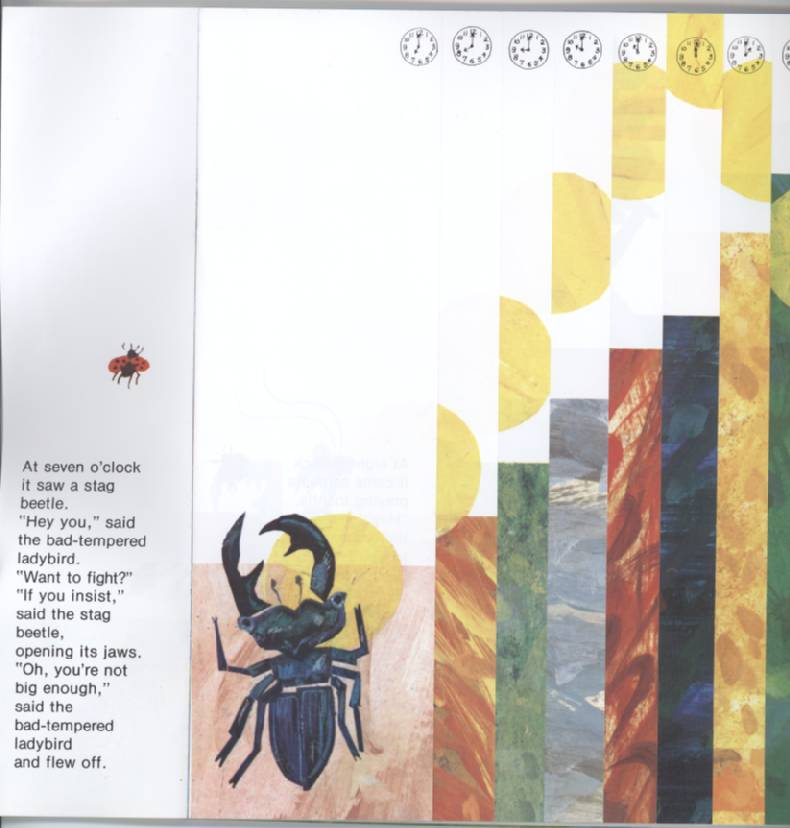 At seven o'clock
it saw a stag
beetle.
"Hey you," said
the bad-tempered
ladybird.
"Want to fight?"
"If you insist,"
said the stag
beetle,
opening its jaws.
"Oh, you're not
big enough,"
said the
bad-tempered
ladybird
and flew off.